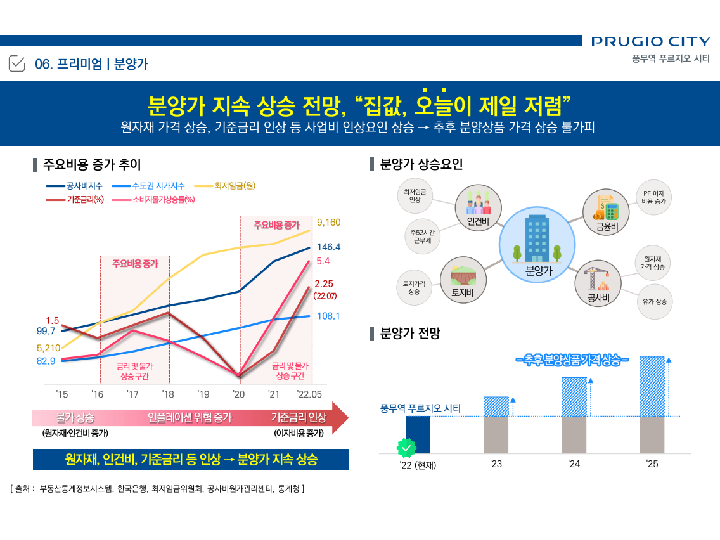 PRUGIO CITY
풍무역 푸르지오 시티
06. 프리미엄 | 분양가
분양가 지속 상승 전망, “집값, 오늘이 제일 저렴”
원자재 가격 상승, 기준금리 인상 등 사업비 인상요인 상승 → 추후 분양상품 가격 상승 불가피
주요비용 증가 추이
공사비지수
수도권 지가지수
최저임금(원)
기준금리(%)
소비자물가상승률(%)
주요비용 증가
주요비용 증가
9,160
146.4
5.4
2.25
(22.07)
108.1
1.5
99.7
5,210
82.9
금리 및 물가
상승 구간
금리 및 물가
상승 구간
'15
'16
'17
'18
'19
'20
'21
'22.05
물가 상승
인플레이션 위험 증가
기준금리 인상
(원자재·인건비 증가)
(이자비용 증가)
원자재, 인건비, 기준금리 등 인상 → 분양가 지속 상승
분양가 상승요인
최저임금
인상
주52시간
근무제
인건비
토지가격
상승
토지비
분양가
금융비
PF 이자
비용 증가
공사비
원자재
가격 상승
유가 상승
분양가 전망
추후 분양상품 가격 상승
풍무역 푸르지오 시티
'22 (현재)
'23
'24
'25
[ 출처 : 부동산통계정보시스템, 한국은행, 최저임금위원회, 공사비원가관리센터, 통계청 ]